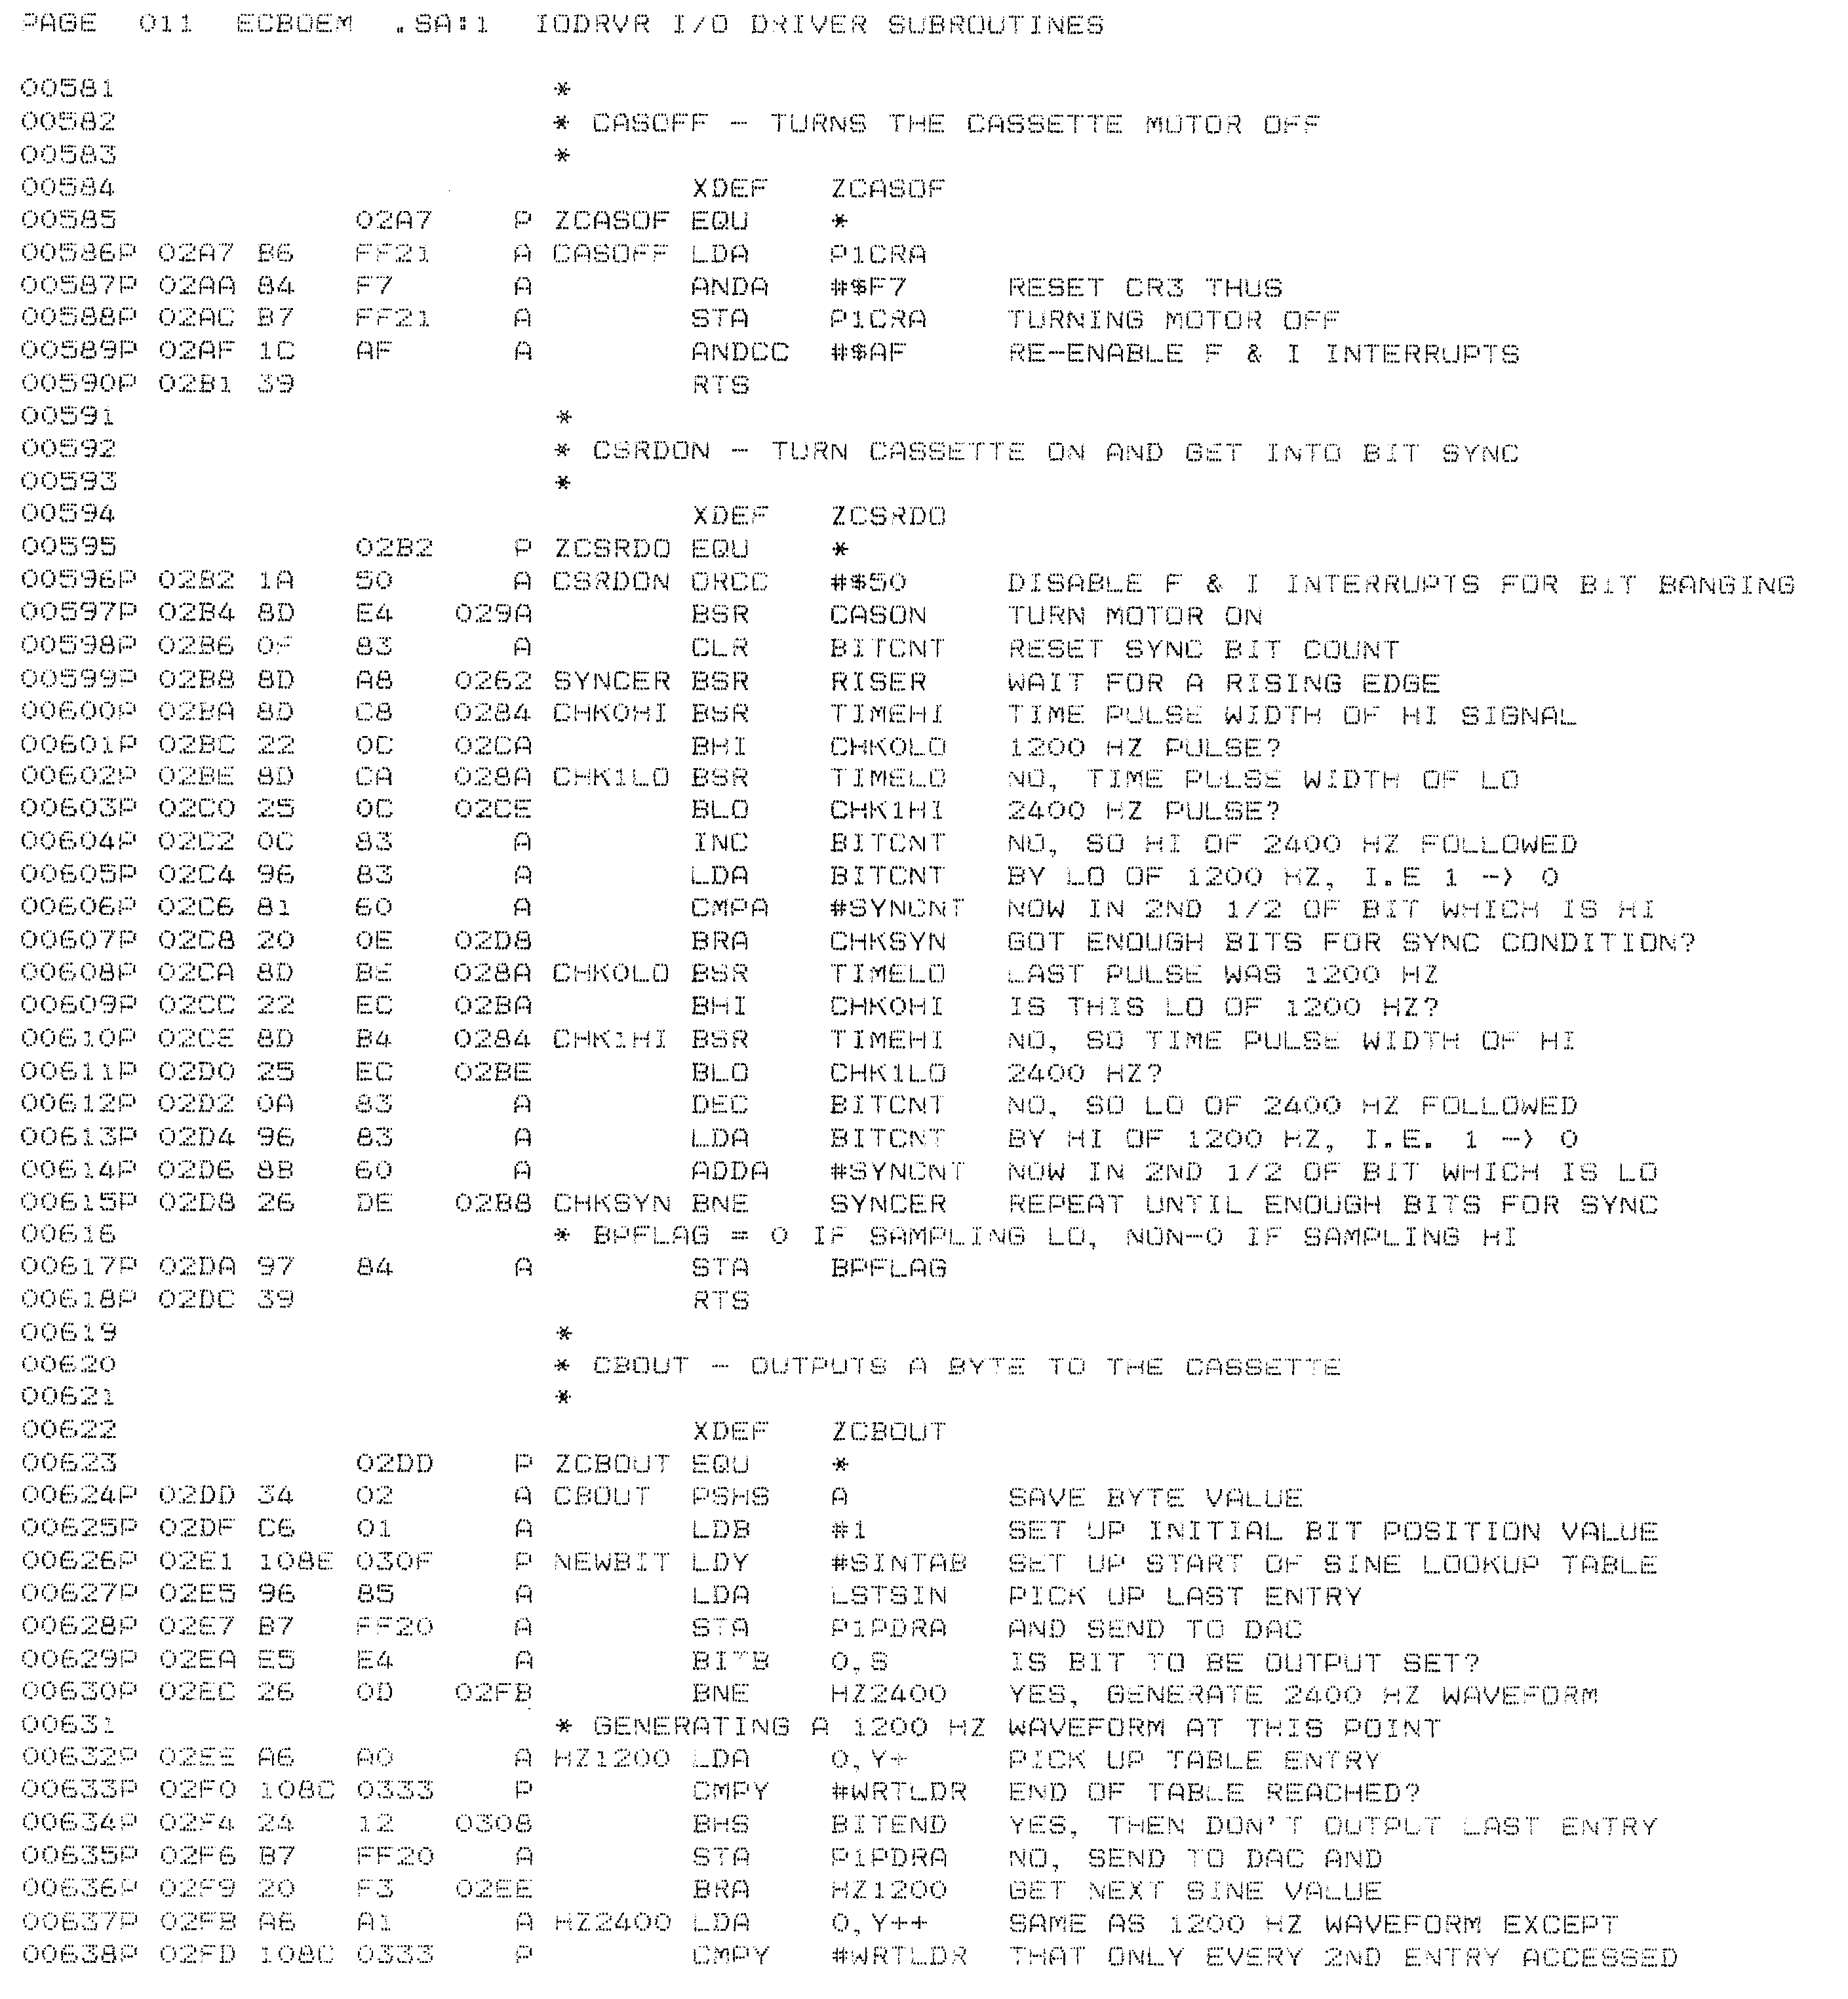 PAGE  011  ECBOEM  .SA:1  IODRVR I/O DRIVER SUBROUTINES

00581                      *
00582                      * CASOFF - TURNS THE CASSETTE MOTOR OFF
00583                      *
00584                             XDEF   ZCASOF
00585            02A7    P ZCASOF EQU    *
00586P 02A7 B6   FF21    A CASOFF LDA    P1CRA
00587P 02AA 84   F7      A        ANDA   #$F7     RESET CR3 THUS
00588P 02AC B7   FF21    A        STA    P1CRA    TURNING MOTOR OFF
00589P 02AF 1C   AF      A        ANDCC  #$AF     RE-ENABLE F & I INTERRUPTS
00590P 02B1 39                    RTS
00591                      *
00592                      * CSRDON - TURN CASSETTE ON AND GET INTO BIT SYNC
00593                      *
00594                             XDEF   ZCSRDO
00595            02B2    P ZCSRDO EQU    *
00596P 02B2 1A   50      A CSRDON ORCC   #$50     DISABLE F & I INTERRUPTS FOR BIT BANGING
00597P 02B4 8D   E4   029A        BSR    CASON    TURN MOTOR ON
00598P 02B6 0F   83      A        CLR    BITCNT   RESET SYNC BIT COUNT
00599P 02B8 8D   A8   0262 SYNCER BSR    RISER    WAIT FOR A RISING EDGE
00600P 02BA 8D   C8   0284 CHK0HI BSR    TIMEHI   TIME PULSE WIDTH OF HI SIGNAL
00601P 02BC 22   0C   02CA        BHI    CHK0LO   1200 HZ PULSE?
00602P 02BE 8D   CA   028A CHK1LO BSR    TIMELO   NO, TIME PULSE WIDTH OF LO
00603P 02C0 25   0C   02CE        BLO    CHK1HI   2400 HZ PULSE?
00604P 02C2 0C   83      A        INC    BITCNT   NO, SO HI OF 2400 HZ FOLLOWED
00605P 02C4 96   83      A        LDA    BITCNT   BY LO OF 1200 HZ, I.E 1 -> 0
00606P 02C6 81   60      A        CMPA   #SYNCNT  NOW IN 2ND 1/2 OF BIT WHICH IS HI
00607P 02C8 20   0E   02D8        BRA    CHKSYN   GOT ENOUGH BITS FOR SYNC CONDITION?
00608P 02CA 8D   BE   028A CHK0LO BSR    TIMELO   LAST PULSE WAS 1200 HZ
00609P 02CC 22   EC   02BA        BHI    CHK0HI   IS THIS LO OF 1200 HZ?
00610P 02CE 8D   B4   0284 CHK1HI BSR    TIMEHI   NO, SO TIME PULSE WIDTH OF HI
00611P 02D0 25   EC   02BE        BLO    CHK1LO   2400 HZ?
00612P 02D2 0A   83      A        DEC    BITCNT   NO, SO LO OF 2400 HZ FOLLOWED
00613P 02D4 96   83      A        LDA    BITCNT   BY HI OF 1200 HZ, I.E. 1 -> 0
00614P 02D6 8B   60      A        ADDA   #SYNCNT  NOW IN 2ND 1/2 OF BIT WHICH IS LO
00615P 02D8 26   DE   02B8 CHKSYN BNE    SYNCER   REPEAT UNTIL ENOUGH BITS FOR SYNC
00616                      * BPFLAG = 0 IF SAMPLING LO, NON-0 IF SAMPLING HI
00617P 02DA 97   84      A        STA    BPFLAG
00618P 02DC 39                    RTS
00619                      *
00620                      * CBOUT - OUTPUTS A BYTE TO THE CASSETTE
00621                      *
00622                             XDEF   ZCBOUT
00623            02DD    P ZCBOUT EQU    *
00624P 02DD 34   02      A CBOUT  PSHS   A        SAVE BYTE VALUE
00625P 02DF C6   01      A        LDB    #1       SET UP INITIAL BIT POSITION VALUE
00626P 02E1 108E 030F    P NEWBIT LDY    #SINTAB  SET UP START OF SINE LOOKUP TABLE
00627P 02E5 96   85      A        LDA    LSTSIN   PICK UP LAST ENTRY
00628P 02E7 B7   FF20    A        STA    P1PDRA   AND SEND TO DAC
00629P 02EA E5   E4      A        BITB   0,S      IS BIT TO BE OUTPUT SET?
00630P 02EC 26   0D   02FB        BNE    HZ2400   YES, GENERATE 2400 HZ WAVEFORM
00631                      * GENERATING A 1200 HZ WAVEFORM AT THIS POINT
00632P 02EE A6   A0      A HZ1200 LDA    0,Y+     PICK UP TABLE ENTRY
00633P 02F0 108C 0333    P        CMPY   #WRTLDR  END OF TABLE REACHED?
00634P 02F4 24   12   0308        BHS    BITEND   YES, THEN DON'T OUTPUT LAST ENTRY
00635P 02F6 B7   FF20    A        STA    P1PDRA   NO, SEND TO DAC AND
00636P 02F9 20   F3   02EE        BRA    HZ1200   GET NEXT SINE VALUE
00637P 02FB A6   A1      A HZ2400 LDA    0,Y++    SAME AS 1200 HZ WAVEFORM EXCEPT
00638P 02FD 108C 0333    P        CMPY   #WRTLDR  THAT ONLY EVERY 2ND ENTRY ACCESSED